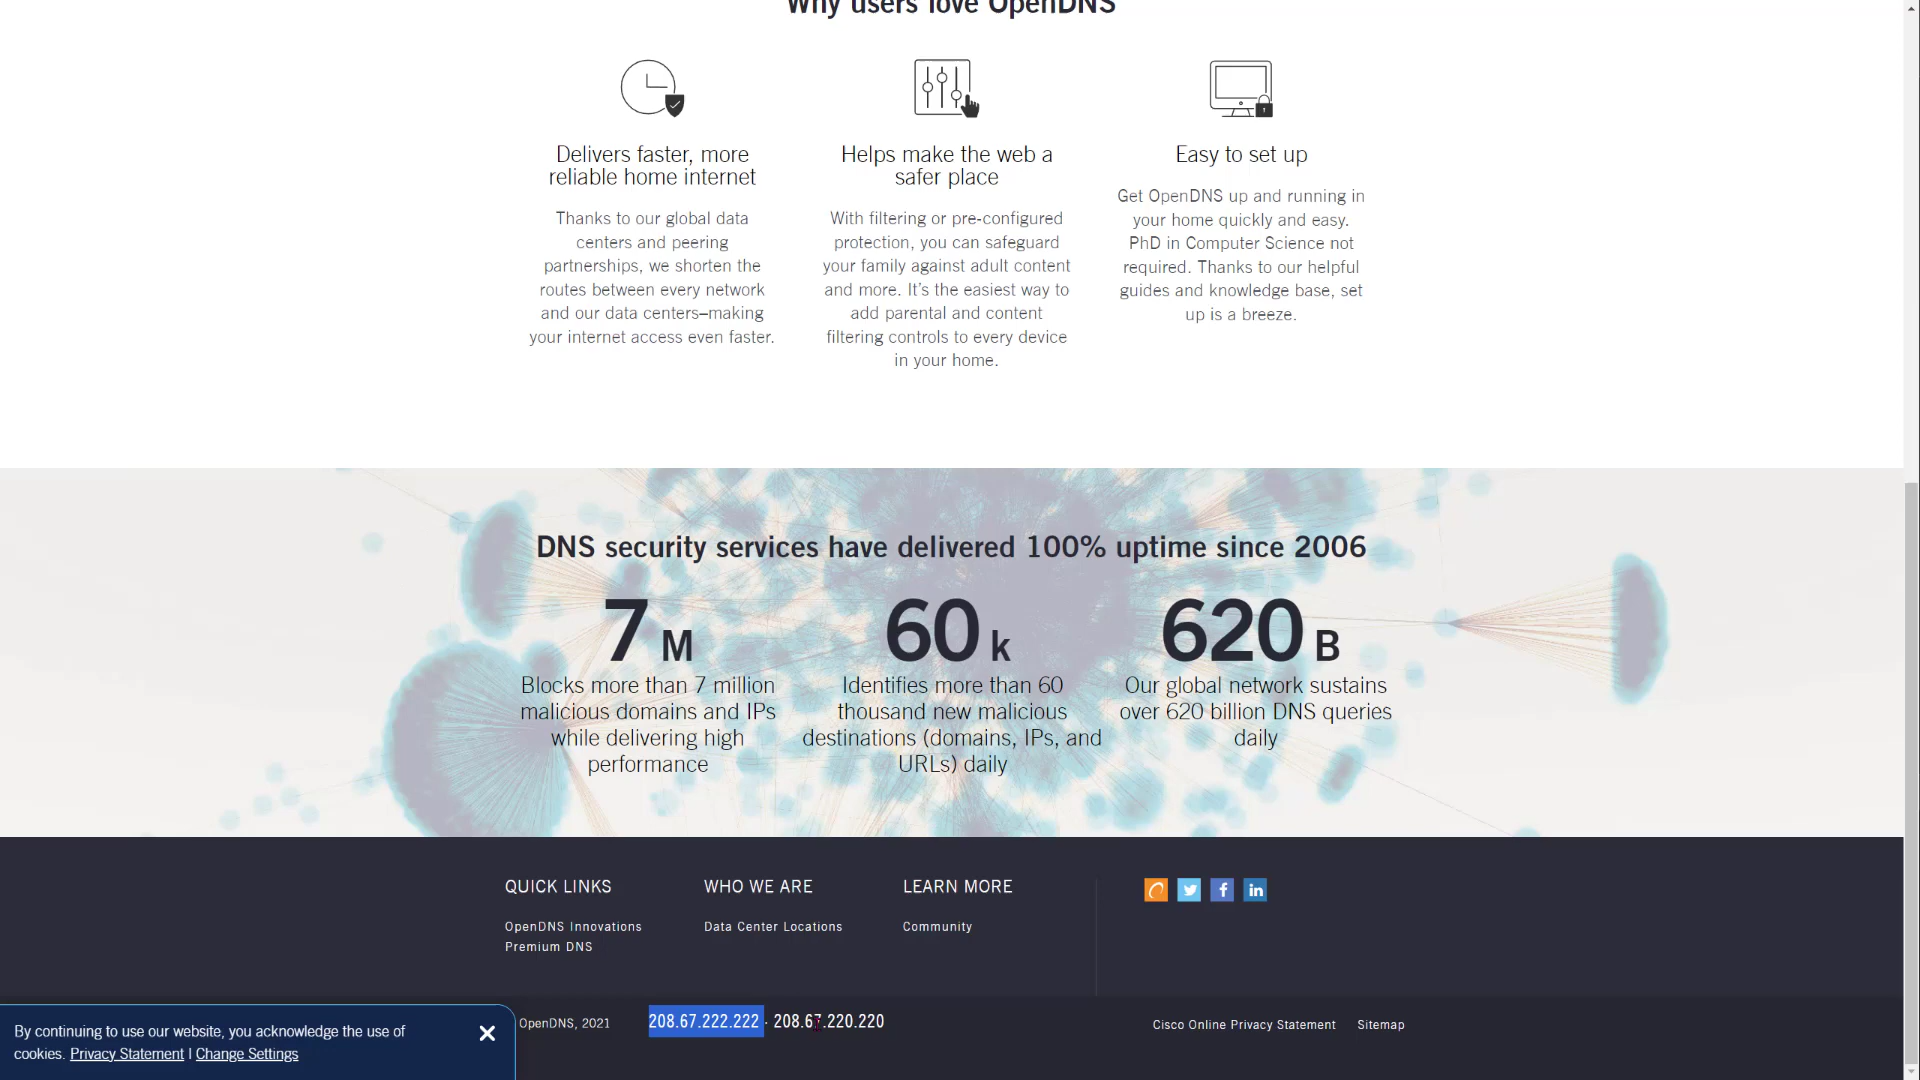 Why users love OpenDNS
Delivers faster, more
reliable home internet
Thanks to our global data
centers and peering
partnerships, we shorten the
routes between every network
and our data centers–making
your internet access even faster.
Helps make the web a
safer place
With filtering or pre-configured
protection, you can safeguard
your family against adult content
and more. It’s the easiest way to
add parental and content
filtering controls to every device
in your home.
Easy to set up
Get OpenDNS up and running in
your home quickly and easy.
PhD in Computer Science not
required. Thanks to our helpful
guides and knowledge base, set
up is a breeze.
DNS security services have delivered 100% uptime since 2006
7 M
Blocks more than 7 million
malicious domains and IPs
while delivering high
performance
60 k
Identifies more than 60
thousand new malicious
destinations (domains, IPs, and
URLs) daily
620 B
Our global network sustains
over 620 billion DNS queries
daily
QUICK LINKS
OpenDNS Innovations
Premium DNS
WHO WE ARE
Data Center Locations
LEARN MORE
Community
in
By continuing to use our website, you acknowledge the use of
cookies. Privacy Statement | Change Settings
OpenDNS, 2021
208.67.222.222 · 208.67.220.220
Cisco Online Privacy Statement
Sitemap